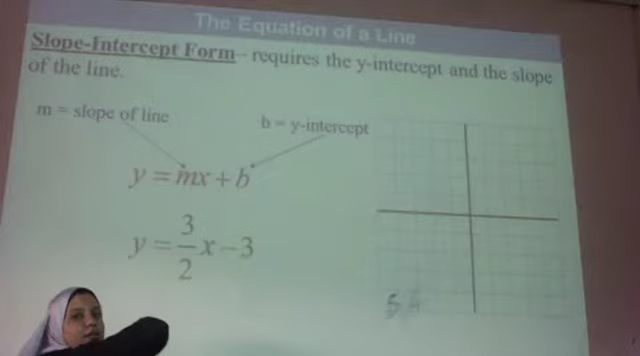 The Equation of a Line
Slope-Intercept Form– requires the y-intercept and the slope
of the line.
m = slope of line
b = y-intercept
y = mx + b
y = 3/2 x – 3